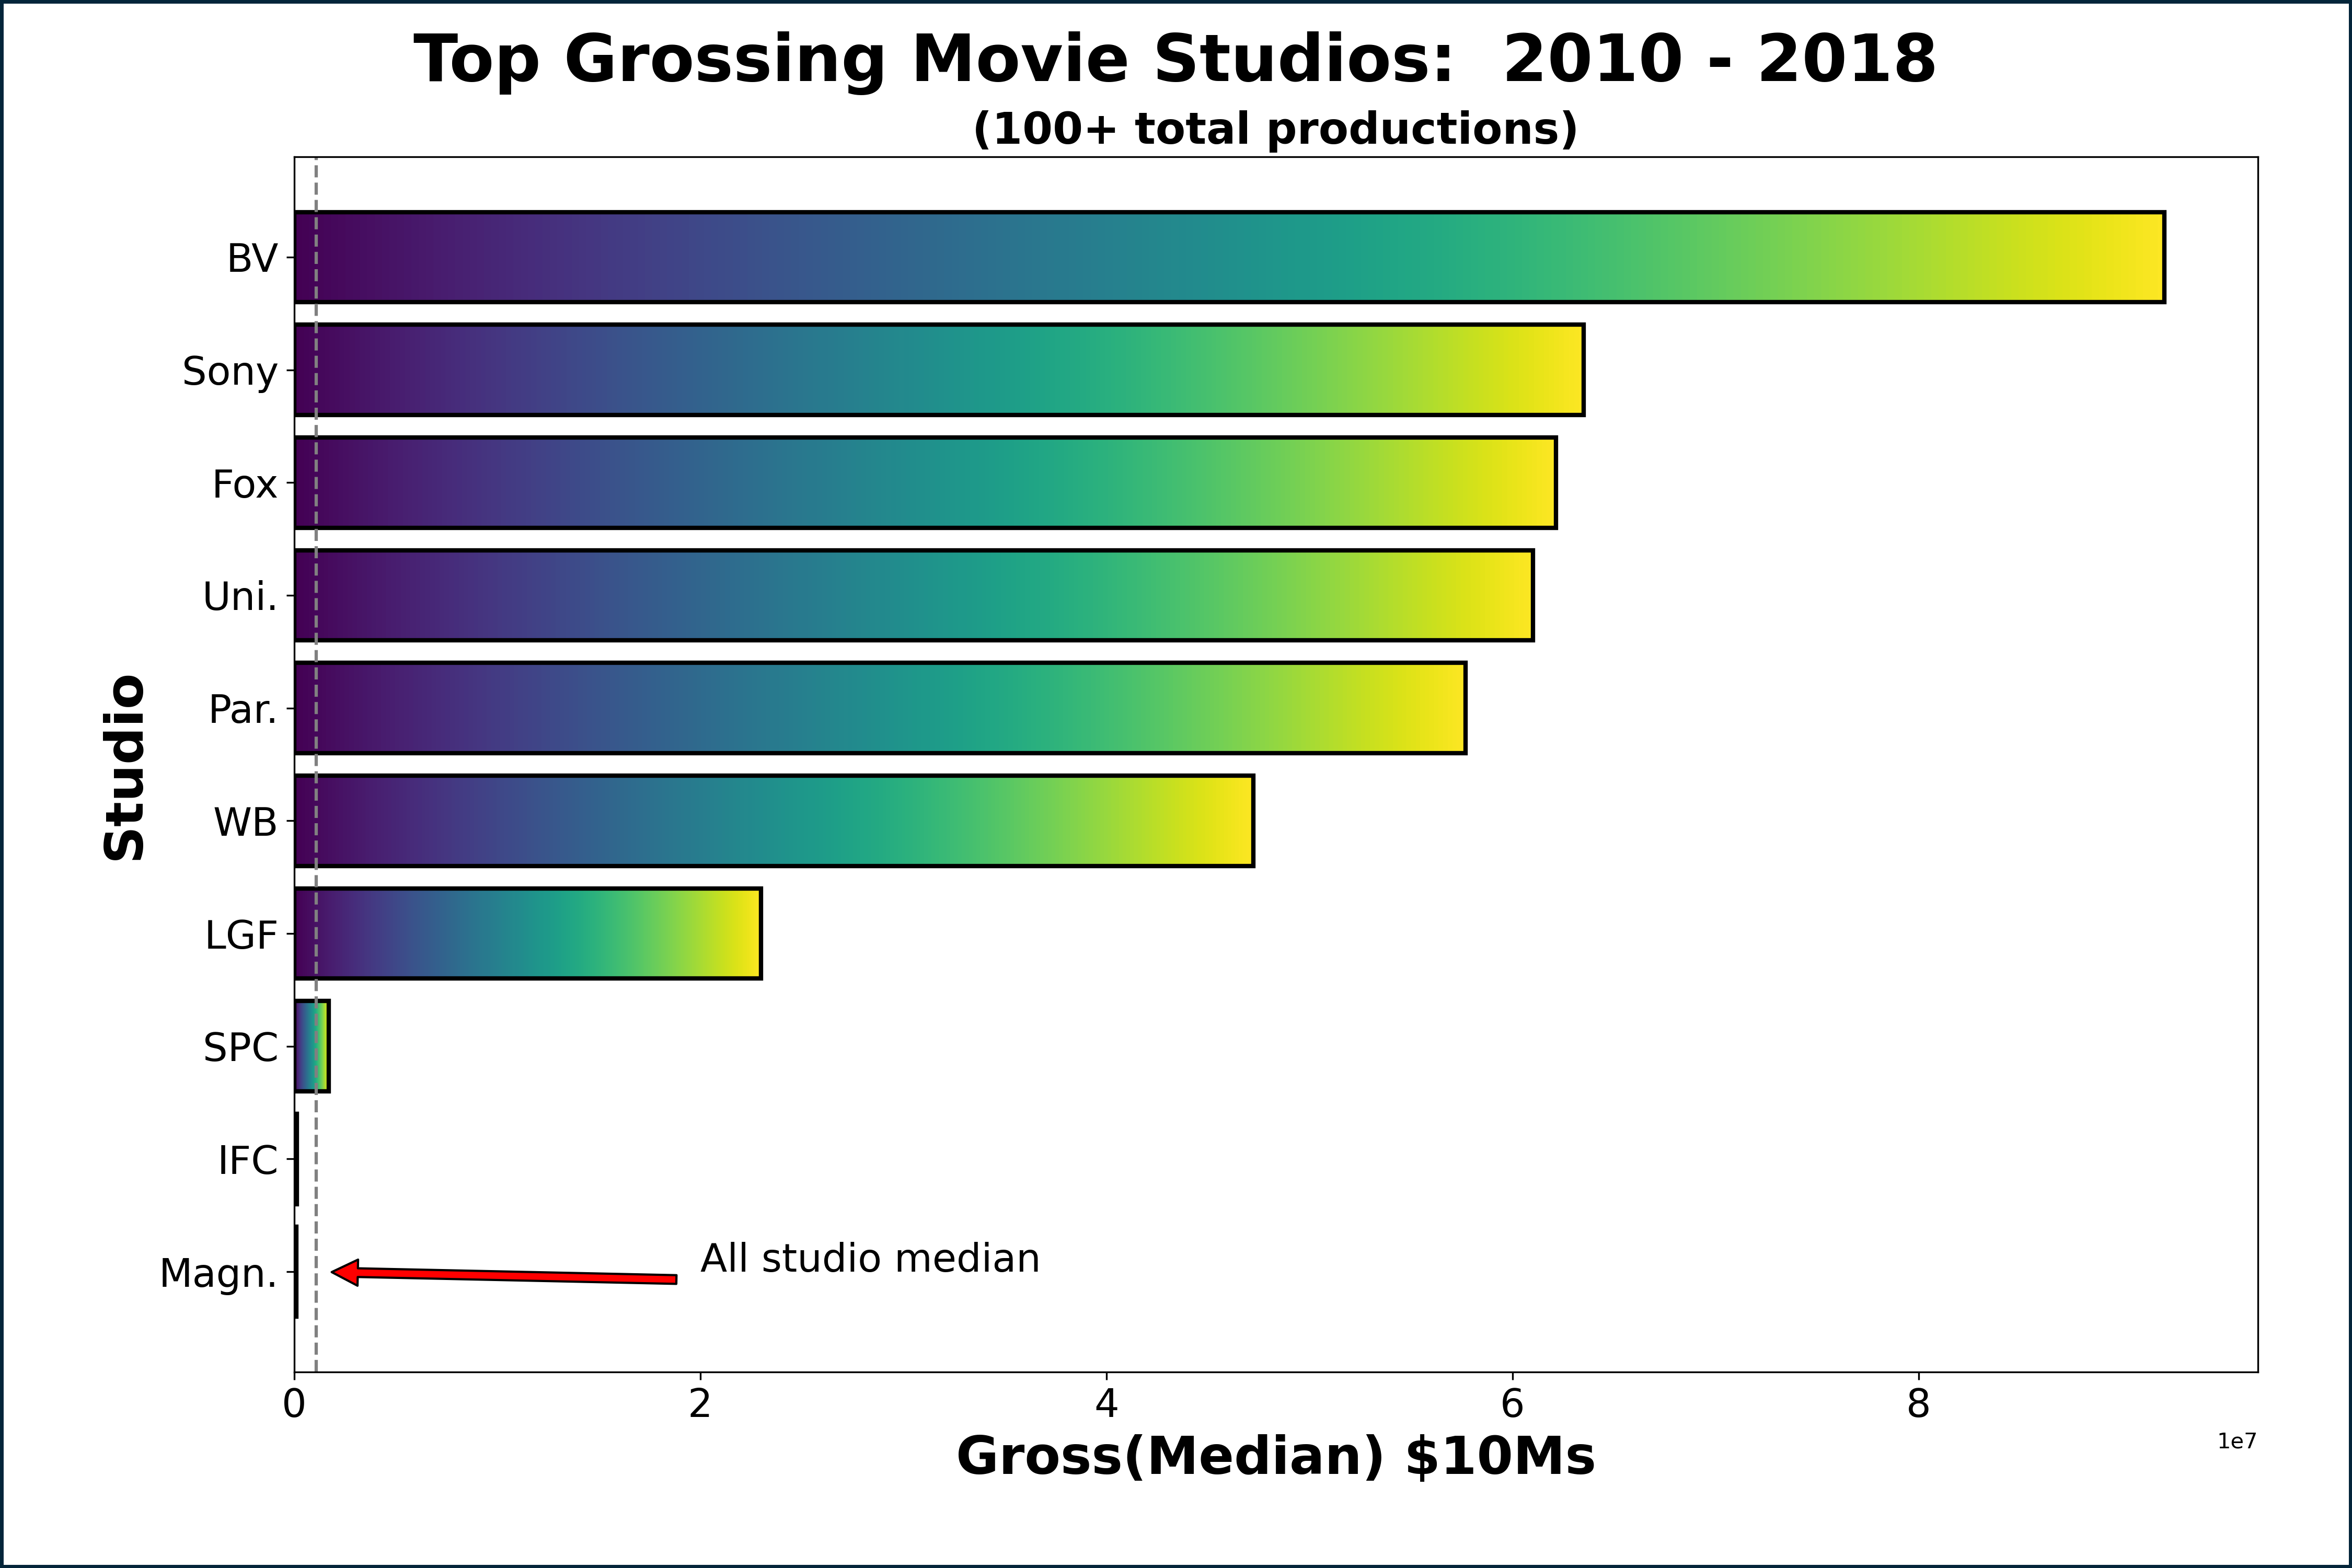 Top Grossing Movie Studios:  2010 - 2018
(100+ total productions)
BV
Sony
Fox
Uni.
Par.
WB
LGF
SPC
IFC
Magn.
Studio
All studio median
0 2 4 6 8
1e7
Gross(Median) $10Ms